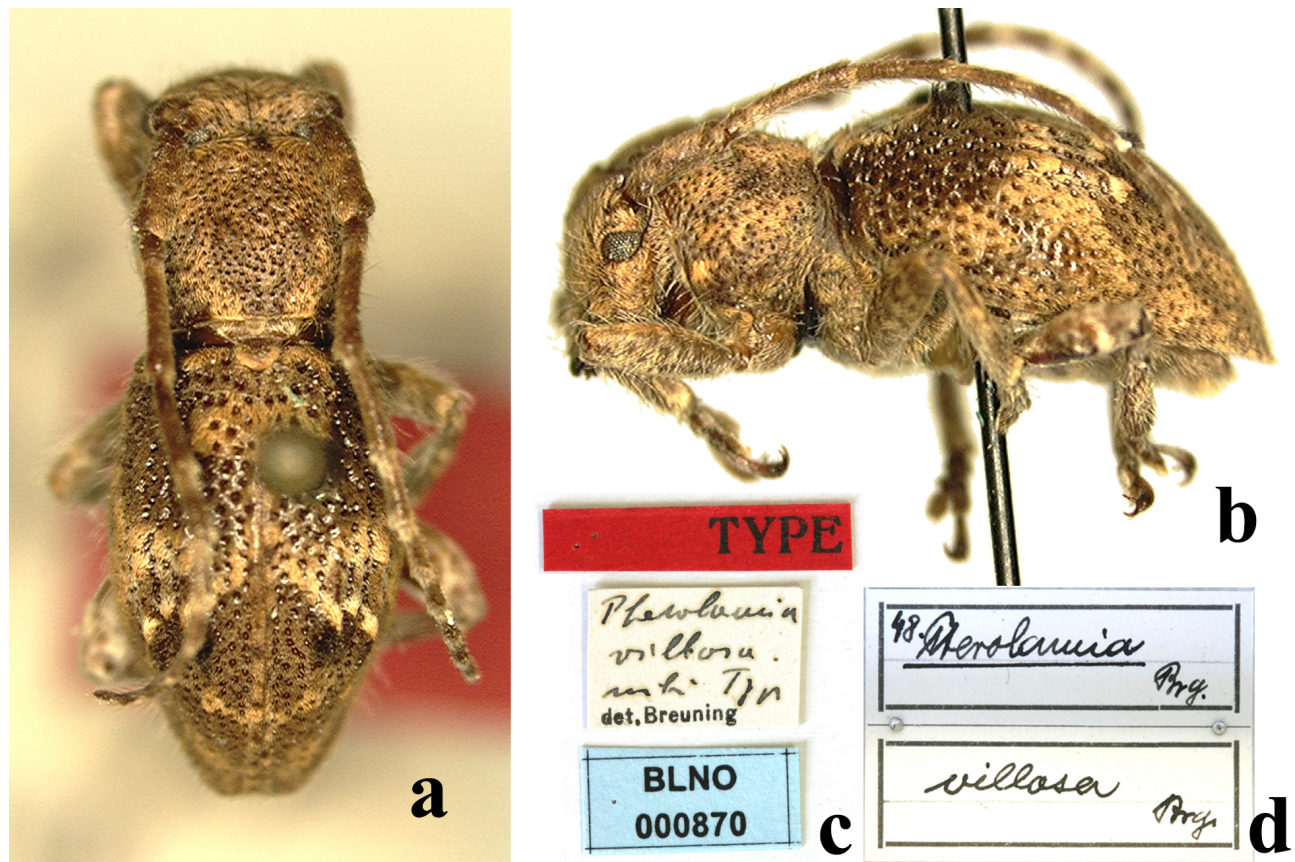 a
b
TYPE
Pterolamia
villosa
mihi Typ
det. Breuning
BLNO
000870
c
48. Pterolamia
Brg.
villosa
Brg.
d